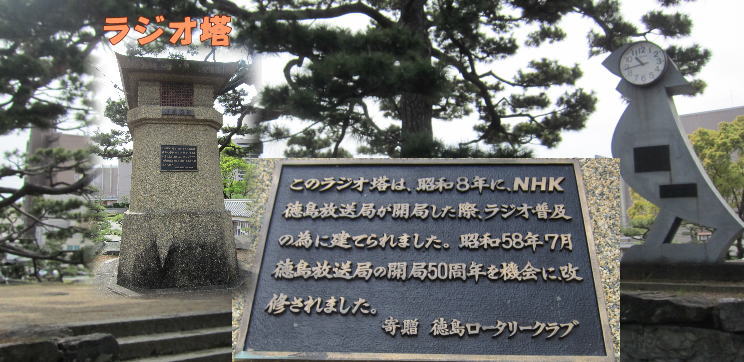 ラジオ塔
このラジオ塔は、昭和8年に、NHK
徳島放送局が開局した際、ラジオ普及
の為に建てられました。昭和58年7月
徳島放送局の開局50周年を機会に改
修されました。
寄贈 徳島ロータリークラブ